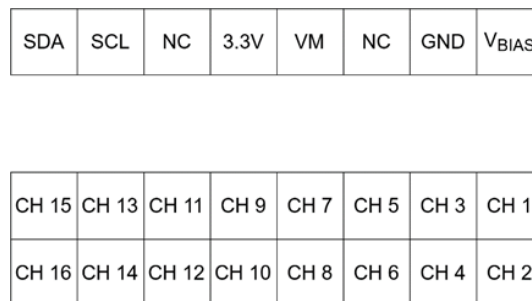 SDA SCL NC 3.3V VM NC GND VBIAS
CH 15 CH 13 CH 11 CH 9 CH 7 CH 5 CH 3 CH 1
CH 16 CH 14 CH 12 CH 10 CH 8 CH 6 CH 4 CH 2